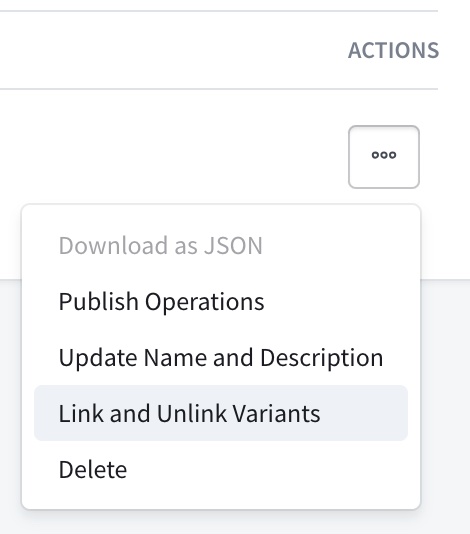 ACTIONS
Download as JSON
Publish Operations
Update Name and Description
Link and Unlink Variants
Delete